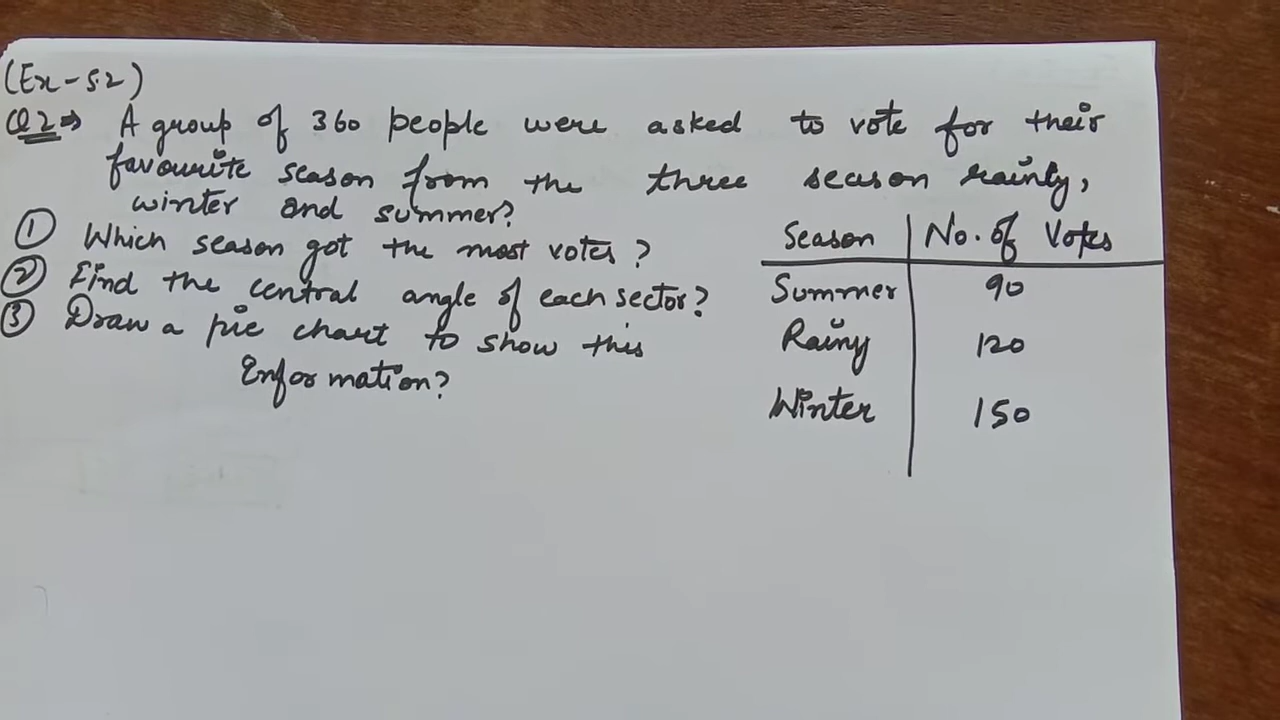 (Ex-5.2)
Q2⇒ A group of 360 people were asked to vote for their
favourite season from the three season rainly,
winter and summer?
① Which season got the most votes?
② Find the central angle of each sector?
③ Draw a pie chart to show this
Information?
Season No. of Votes
Summer 90
Rainy 120
Winter 150